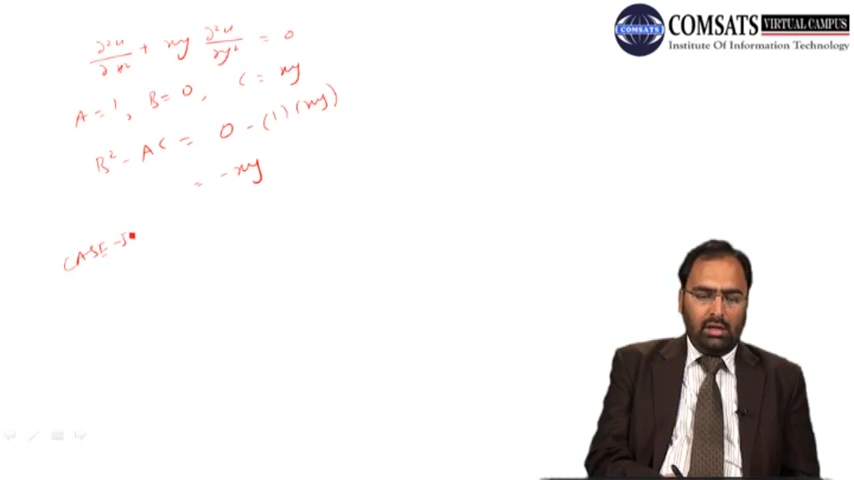 COMSATS VIRTUAL CAMPUS
Institute Of Information Technology
COMSATS
∂²u/∂x² + xy ∂²u/∂y² = 0
A = 1, B = 0, C = xy
B² - AC = 0 - (1)(xy)
= - xy
CASE - I